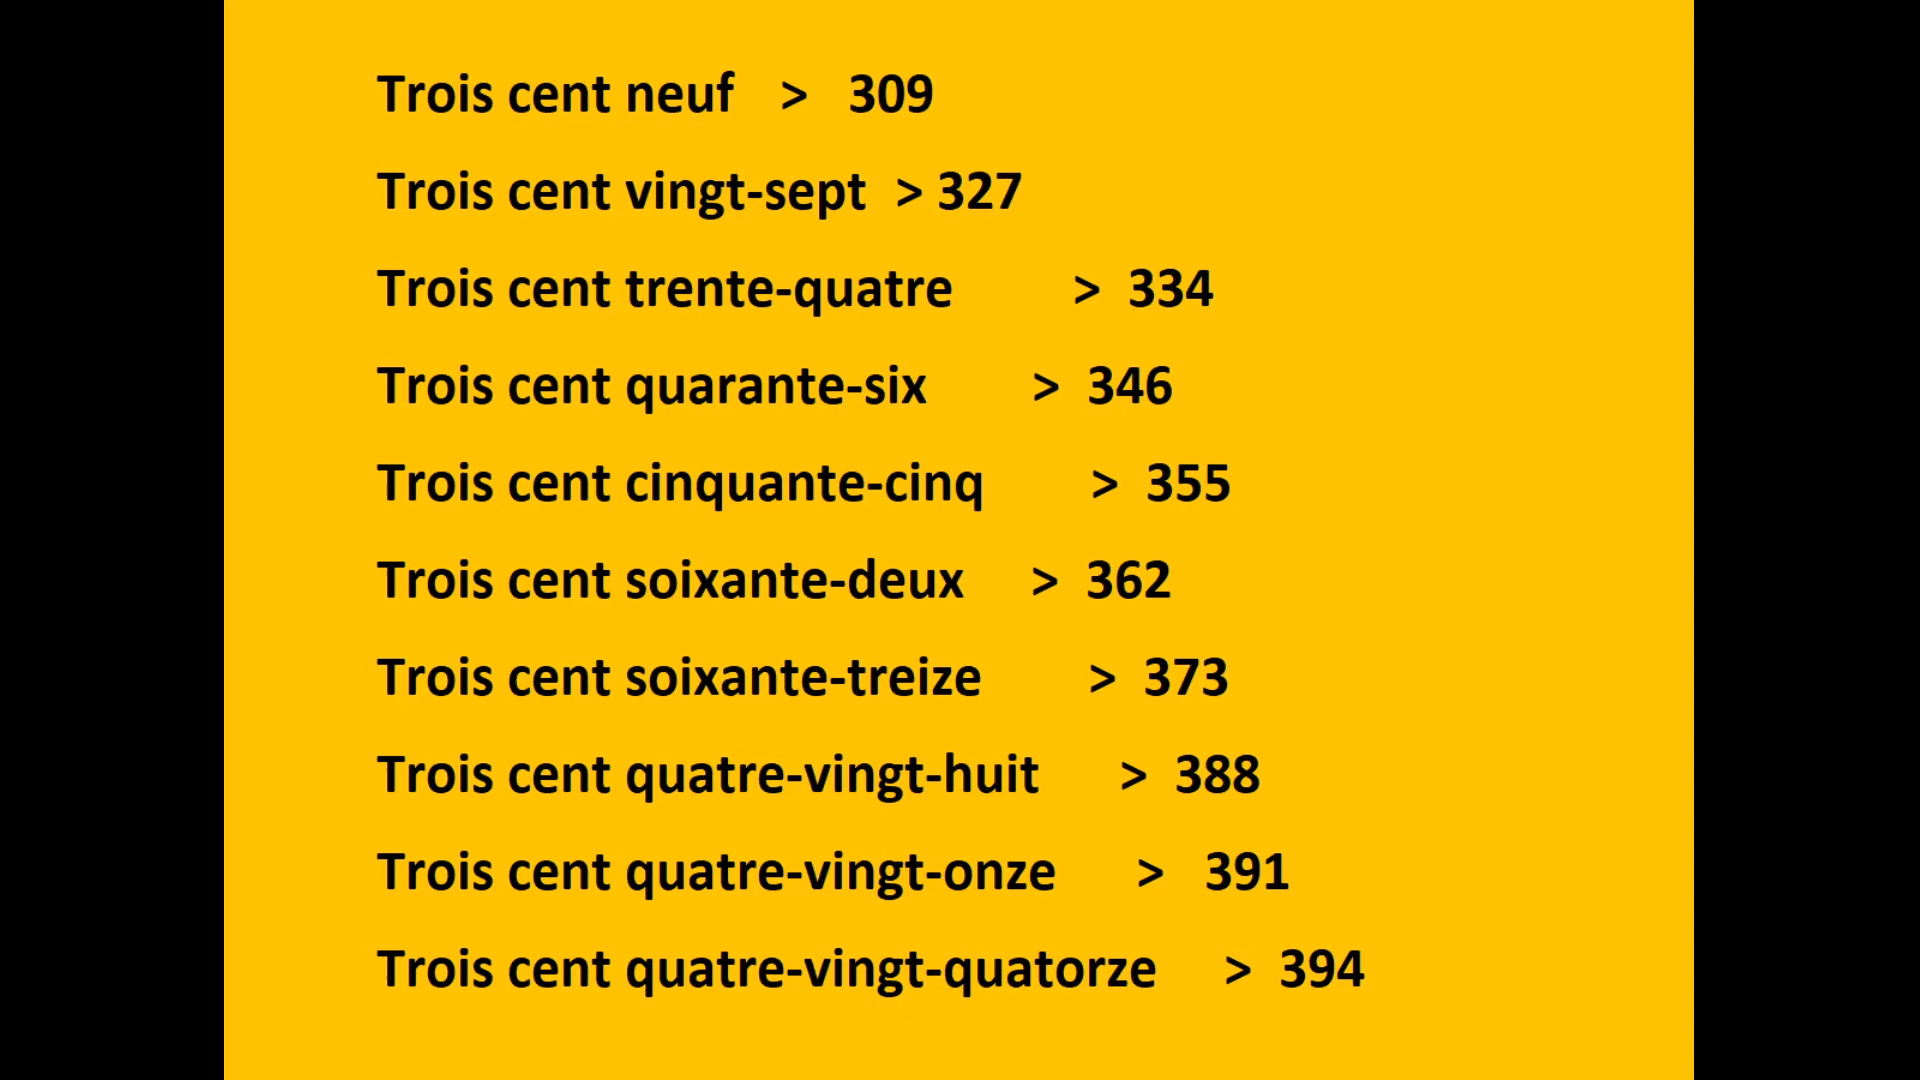 Trois cent neuf > 309
Trois cent vingt-sept > 327
Trois cent trente-quatre > 334
Trois cent quarante-six > 346
Trois cent cinquante-cinq > 355
Trois cent soixante-deux > 362
Trois cent soixante-treize > 373
Trois cent quatre-vingt-huit > 388
Trois cent quatre-vingt-onze > 391
Trois cent quatre-vingt-quatorze > 394